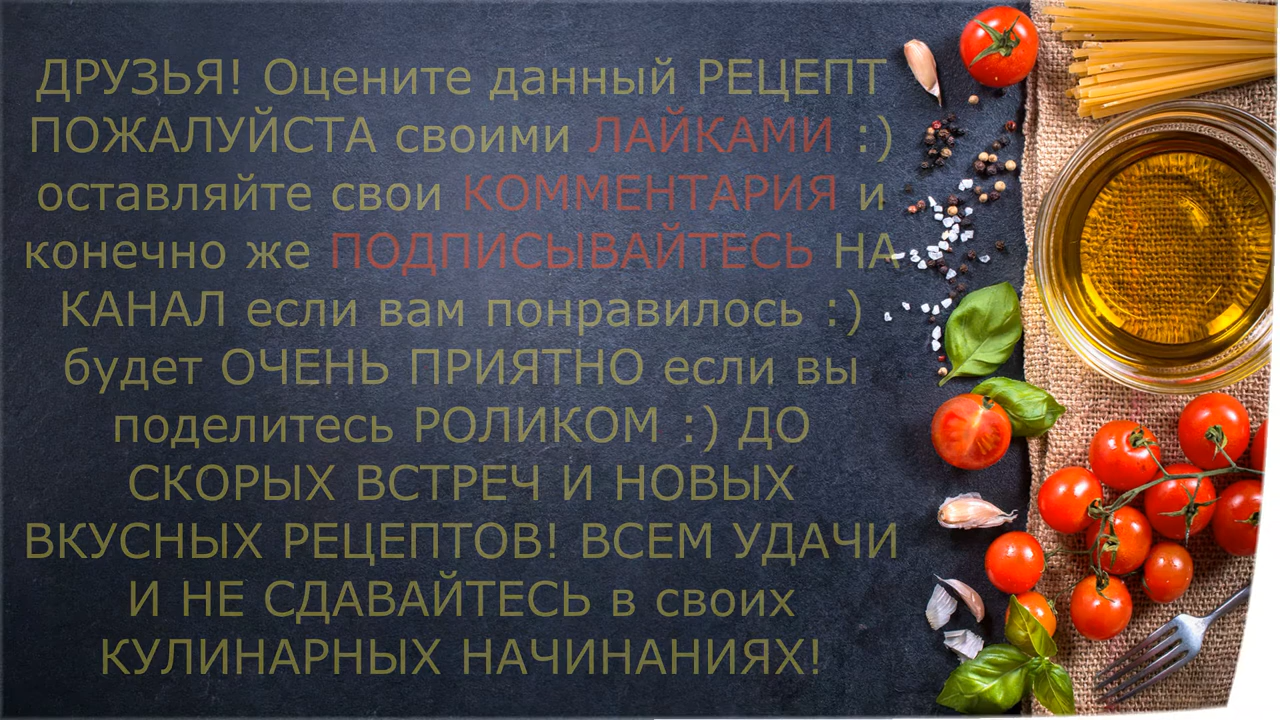 ДРУЗЬЯ! Оцените данный РЕЦЕПТ
ПОЖАЛУЙСТА своими ЛАЙКАМИ :)
оставляйте свои КОММЕНТАРИЯ и
конечно же ПОДПИСЫВАЙТЕСЬ НА
КАНАЛ если вам понравилось :)
будет ОЧЕНЬ ПРИЯТНО если вы
поделитесь РОЛИКОМ :) ДО
СКОРЫХ ВСТРЕЧ И НОВЫХ
ВКУСНЫХ РЕЦЕПТОВ! ВСЕМ УДАЧИ
И НЕ СДАВАЙТЕСЬ в своих
КУЛИНАРНЫХ НАЧИНАНИЯХ!